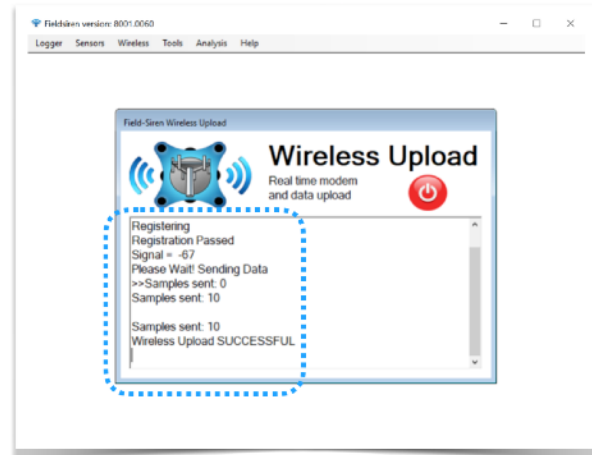 Fieldsiren version: 8001.0060
Logger Sensors Wireless Tools Analysis Help
Field-Siren Wireless Upload
Wireless Upload
Real time modem
and data upload
Registering
Registration Passed
Signal = -67
Please Wait! Sending Data
>>Samples sent: 0
Samples sent: 10
Samples sent: 10
Wireless Upload SUCCESSFUL